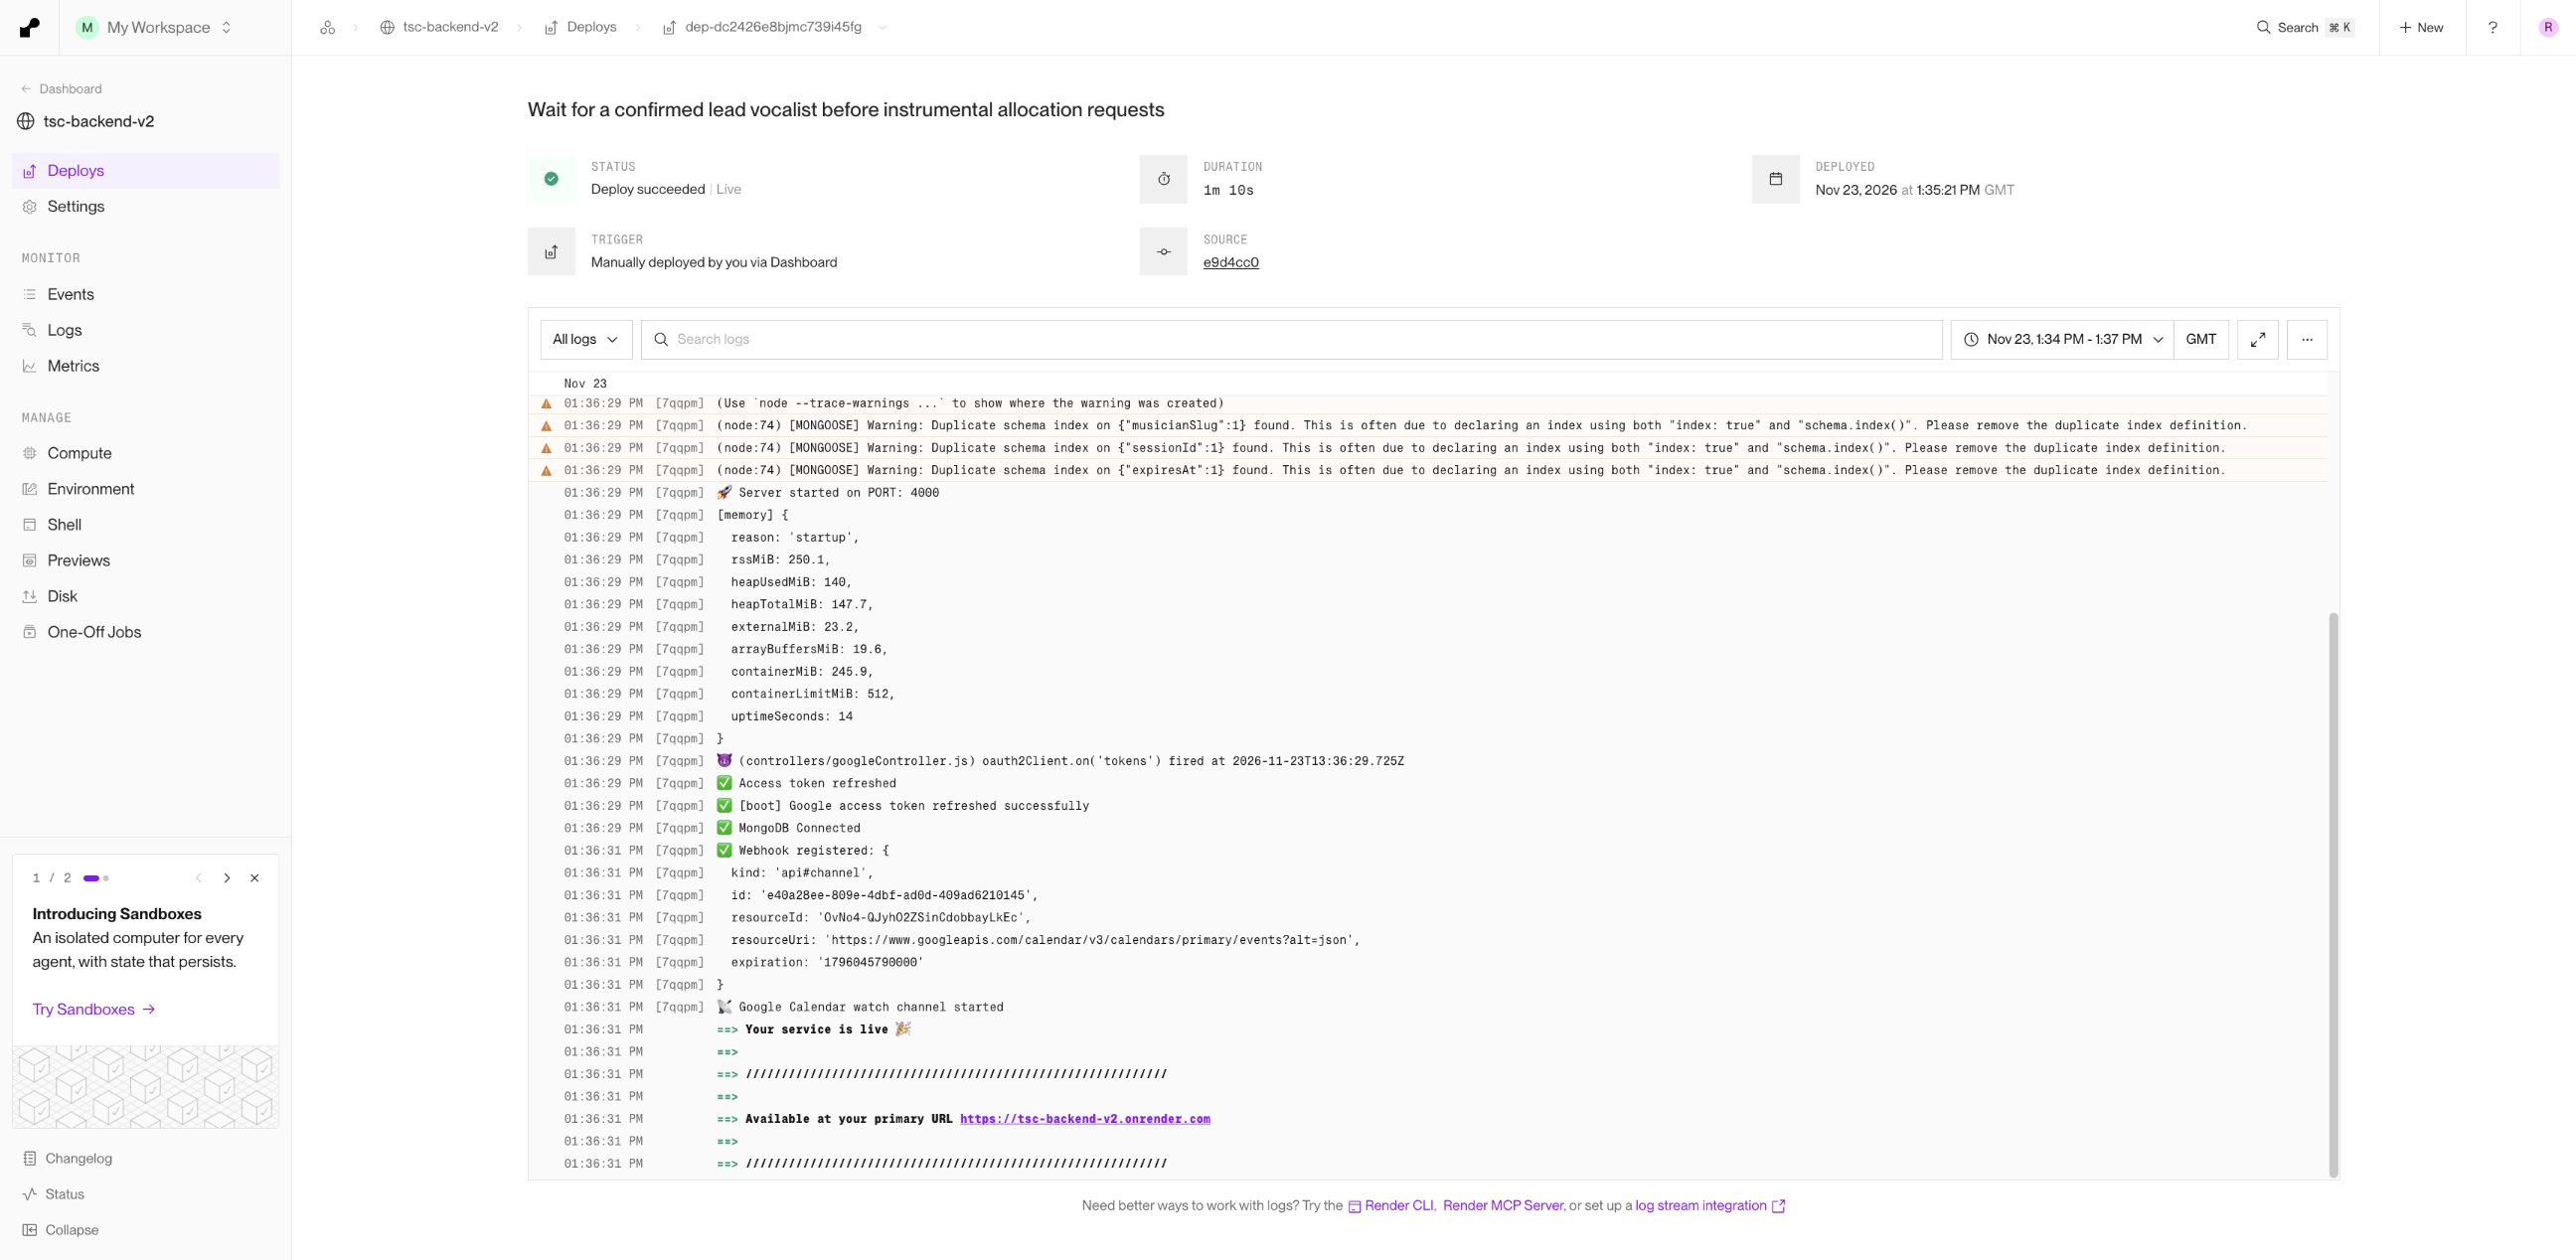 M My Workspace
tsc-backend-v2 Deploys dep-dc2426e8bjmc739i45fg
Search ⌘ K
+ New
?
R
← Dashboard
tsc-backend-v2
Deploys
Settings
MONITOR
Events
Logs
Metrics
MANAGE
Compute
Environment
Shell
Previews
Disk
One-Off Jobs
1 / 2
Introducing Sandboxes
An isolated computer for every
agent, with state that persists.
Try Sandboxes →
Changelog
Status
Collapse
Wait for a confirmed lead vocalist before instrumental allocation requests
STATUS
Deploy succeeded | Live
DURATION
1m 10s
DEPLOYED
Nov 23, 2026 at 1:35:21 PM GMT
TRIGGER
Manually deployed by you via Dashboard
SOURCE
e9d4cc0
All logs
Search logs
Nov 23, 1:34 PM - 1:37 PM
GMT
...
Nov 23
01:36:29 PM [7qqpm] (Use `node --trace-warnings ...` to show where the warning was created)
01:36:29 PM [7qqpm] (node:74) [MONGOOSE] Warning: Duplicate schema index on {"musicianSlug":1} found. This is often due to declaring an index using both "index: true" and "schema.index()". Please remove the duplicate index definition.
01:36:29 PM [7qqpm] (node:74) [MONGOOSE] Warning: Duplicate schema index on {"sessionId":1} found. This is often due to declaring an index using both "index: true" and "schema.index()". Please remove the duplicate index definition.
01:36:29 PM [7qqpm] (node:74) [MONGOOSE] Warning: Duplicate schema index on {"expiresAt":1} found. This is often due to declaring an index using both "index: true" and "schema.index()". Please remove the duplicate index definition.
01:36:29 PM [7qqpm] 🚀 Server started on PORT: 4000
01:36:29 PM [7qqpm] [memory] {
01:36:29 PM [7qqpm] reason: 'startup',
01:36:29 PM [7qqpm] rssMiB: 250.1,
01:36:29 PM [7qqpm] heapUsedMiB: 140,
01:36:29 PM [7qqpm] heapTotalMiB: 147.7,
01:36:29 PM [7qqpm] externalMiB: 23.2,
01:36:29 PM [7qqpm] arrayBuffersMiB: 19.6,
01:36:29 PM [7qqpm] containerMiB: 245.9,
01:36:29 PM [7qqpm] containerLimitMiB: 512,
01:36:29 PM [7qqpm] uptimeSeconds: 14
01:36:29 PM [7qqpm] }
01:36:29 PM [7qqpm] 😈 (controllers/googleController.js) oauth2Client.on('tokens') fired at 2026-11-23T13:36:29.725Z
01:36:29 PM [7qqpm] ✅ Access token refreshed
01:36:29 PM [7qqpm] ✅ [boot] Google access token refreshed successfully
01:36:29 PM [7qqpm] ✅ MongoDB Connected
01:36:31 PM [7qqpm] ✅ Webhook registered: {
01:36:31 PM [7qqpm] kind: 'api#channel',
01:36:31 PM [7qqpm] id: 'e40a28ee-809e-4dbf-ad0d-409ad6210145',
01:36:31 PM [7qqpm] resourceId: 'OvNo4-QJyhO2ZSinCdobbayLkEc',
01:36:31 PM [7qqpm] resourceUri: 'https://www.googleapis.com/calendar/v3/calendars/primary/events?alt=json',
01:36:31 PM [7qqpm] expiration: '1796045790000'
01:36:31 PM [7qqpm] }
01:36:31 PM [7qqpm] 📡 Google Calendar watch channel started
01:36:31 PM ==> Your service is live 🎉
01:36:31 PM ==>
01:36:31 PM ==> ///////////////////////////////////////////////////////////
01:36:31 PM ==>
01:36:31 PM ==> Available at your primary URL https://tsc-backend-v2.onrender.com
01:36:31 PM ==>
01:36:31 PM ==> ///////////////////////////////////////////////////////////
Need better ways to work with logs? Try the Render CLI, Render MCP Server, or set up a log stream integration